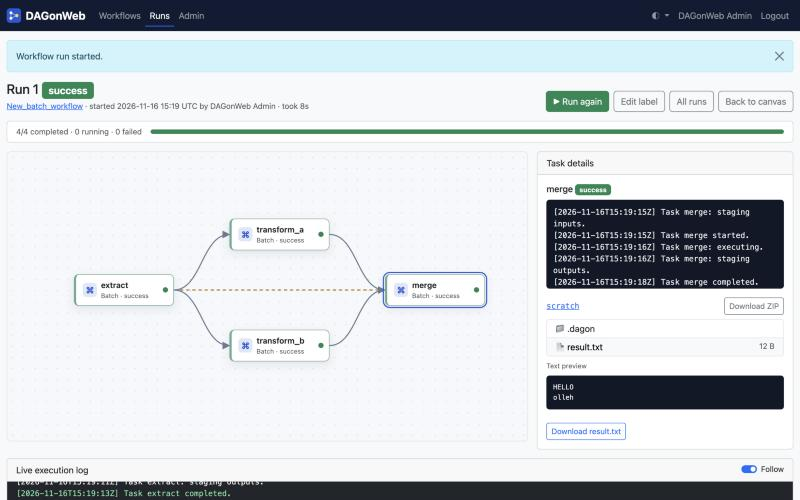 DAGonWeb
Workflows
Runs
Admin
DAGonWeb Admin
Logout
Workflow run started.
Run 1 success
New_batch_workflow · started 2026-11-16 15:19 UTC by DAGonWeb Admin · took 8s
Run again
Edit label
All runs
Back to canvas
4/4 completed · 0 running · 0 failed
extract
Batch · success
transform_a
Batch · success
transform_b
Batch · success
merge
Batch · success
Task details
merge success
[2026-11-16T15:19:15Z] Task merge: staging
inputs.
[2026-11-16T15:19:15Z] Task merge started.
[2026-11-16T15:19:16Z] Task merge: executing.
[2026-11-16T15:19:16Z] Task merge: staging
outputs.
[2026-11-16T15:19:18Z] Task merge completed.
scratch
Download ZIP
.dagon
result.txt 12 B
Text preview
HELLO
olleh
Download result.txt
Live execution log
Follow
[2026-11-16T15:19:13Z] Task extract completed.